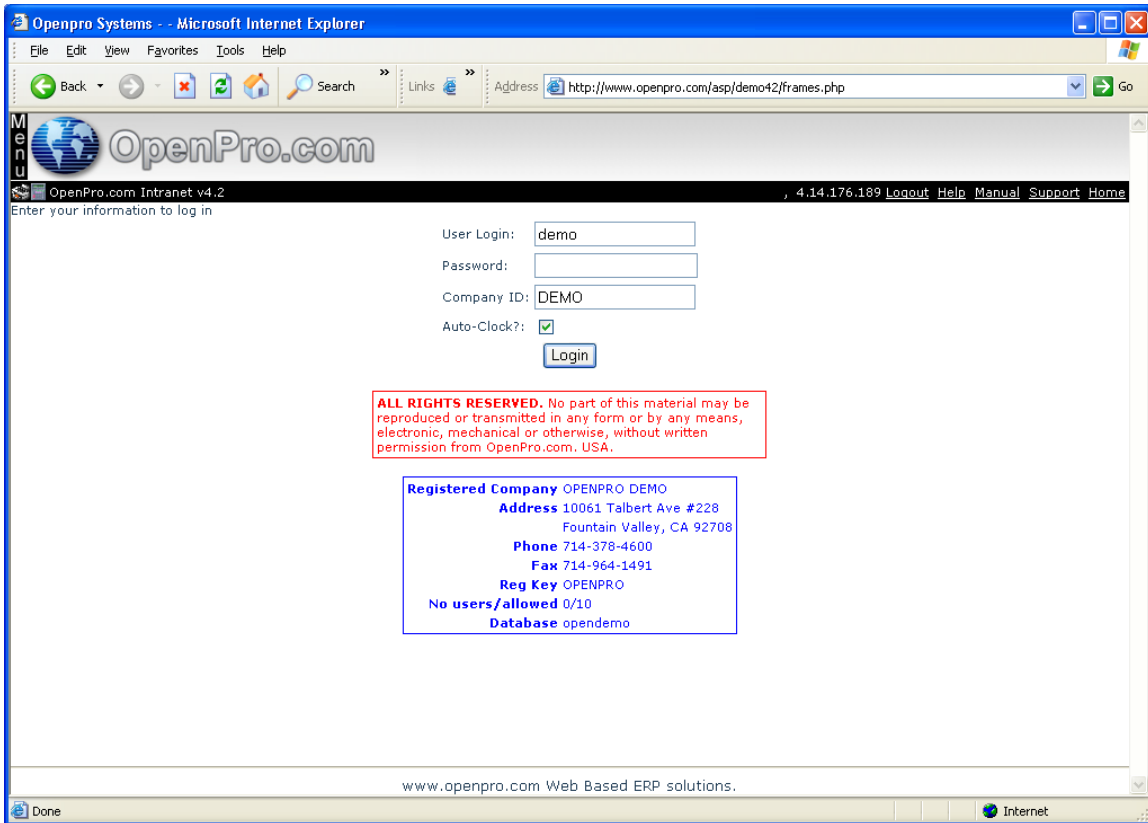 Openpro Systems - - Microsoft Internet Explorer
File Edit View Favorites Tools Help
Back Search » Links » Address http://www.openpro.com/asp/demo42/frames.php Go
Menu
OpenPro.com
OpenPro.com Intranet v4.2 , 4.14.176.189 Logout Help Manual Support Home
Enter your information to log in
User Login: demo
Password:
Company ID: DEMO
Auto-Clock?:
Login
ALL RIGHTS RESERVED. No part of this material may be
reproduced or transmitted in any form or by any means,
electronic, mechanical or otherwise, without written
permission from OpenPro.com. USA.
Registered Company OPENPRO DEMO
Address 10061 Talbert Ave #228
Fountain Valley, CA 92708
Phone 714-378-4600
Fax 714-964-1491
Reg Key OPENPRO
No users/allowed 0/10
Database opendemo
www.openpro.com Web Based ERP solutions.
Done Internet